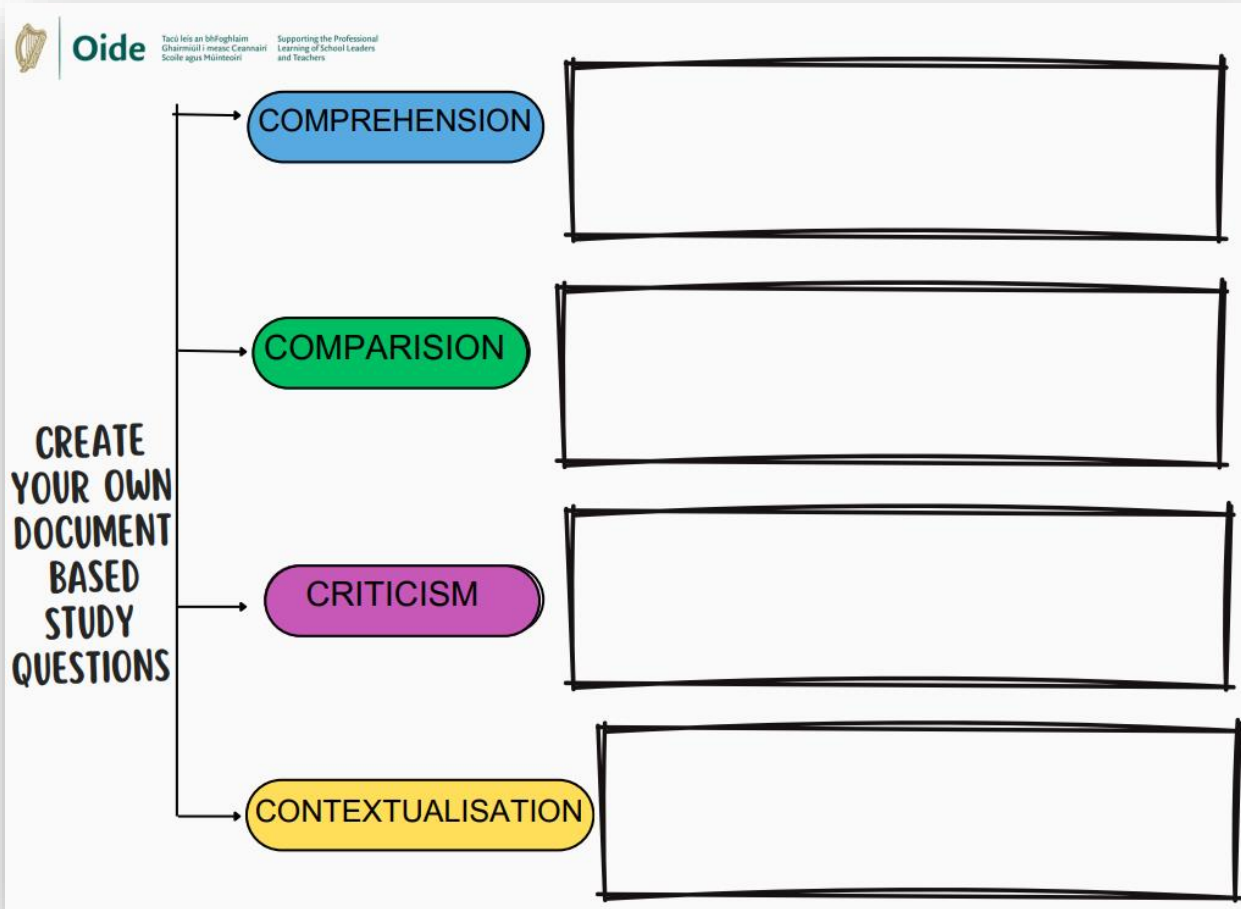 Oide
Tacú leis an bhFoghlaim
Ghairmiúil i measc Ceannairí
Scoile agus Múinteoirí
Supporting the Professional
Learning of School Leaders
and Teachers
COMPREHENSION
COMPARISION
CREATE
YOUR OWN
DOCUMENT
BASED
STUDY
QUESTIONS
CRITICISM
CONTEXTUALISATION